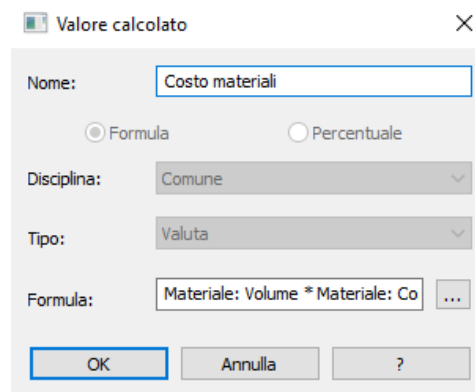 Valore calcolato
Nome: Costo materiali
Formula Percentuale
Disciplina: Comune
Tipo: Valuta
Formula: Materiale: Volume * Materiale: Co ...
OK Annulla ?